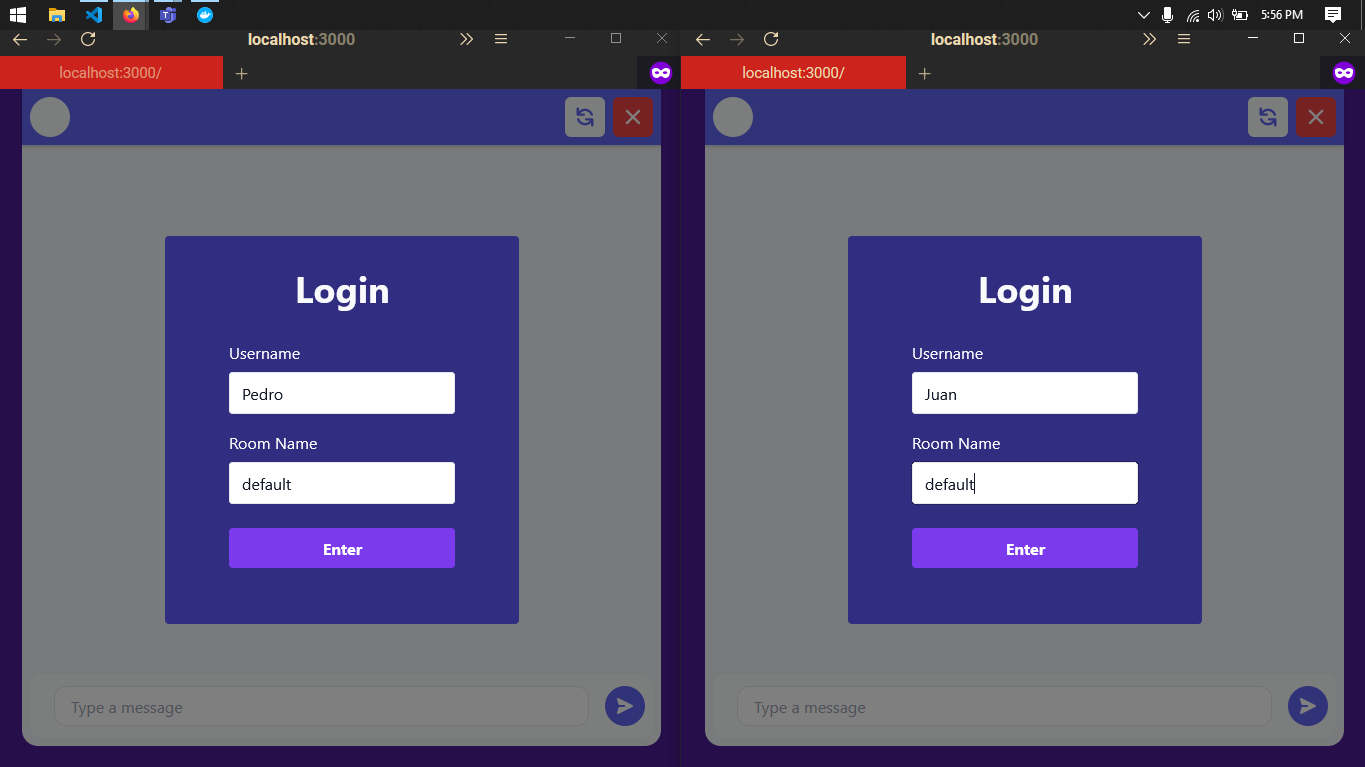 5:56 PM
localhost:3000
localhost:3000/
Login
Username
Pedro
Room Name
default
Enter
Type a message
localhost:3000
localhost:3000/
Login
Username
Juan
Room Name
default
Enter
Type a message